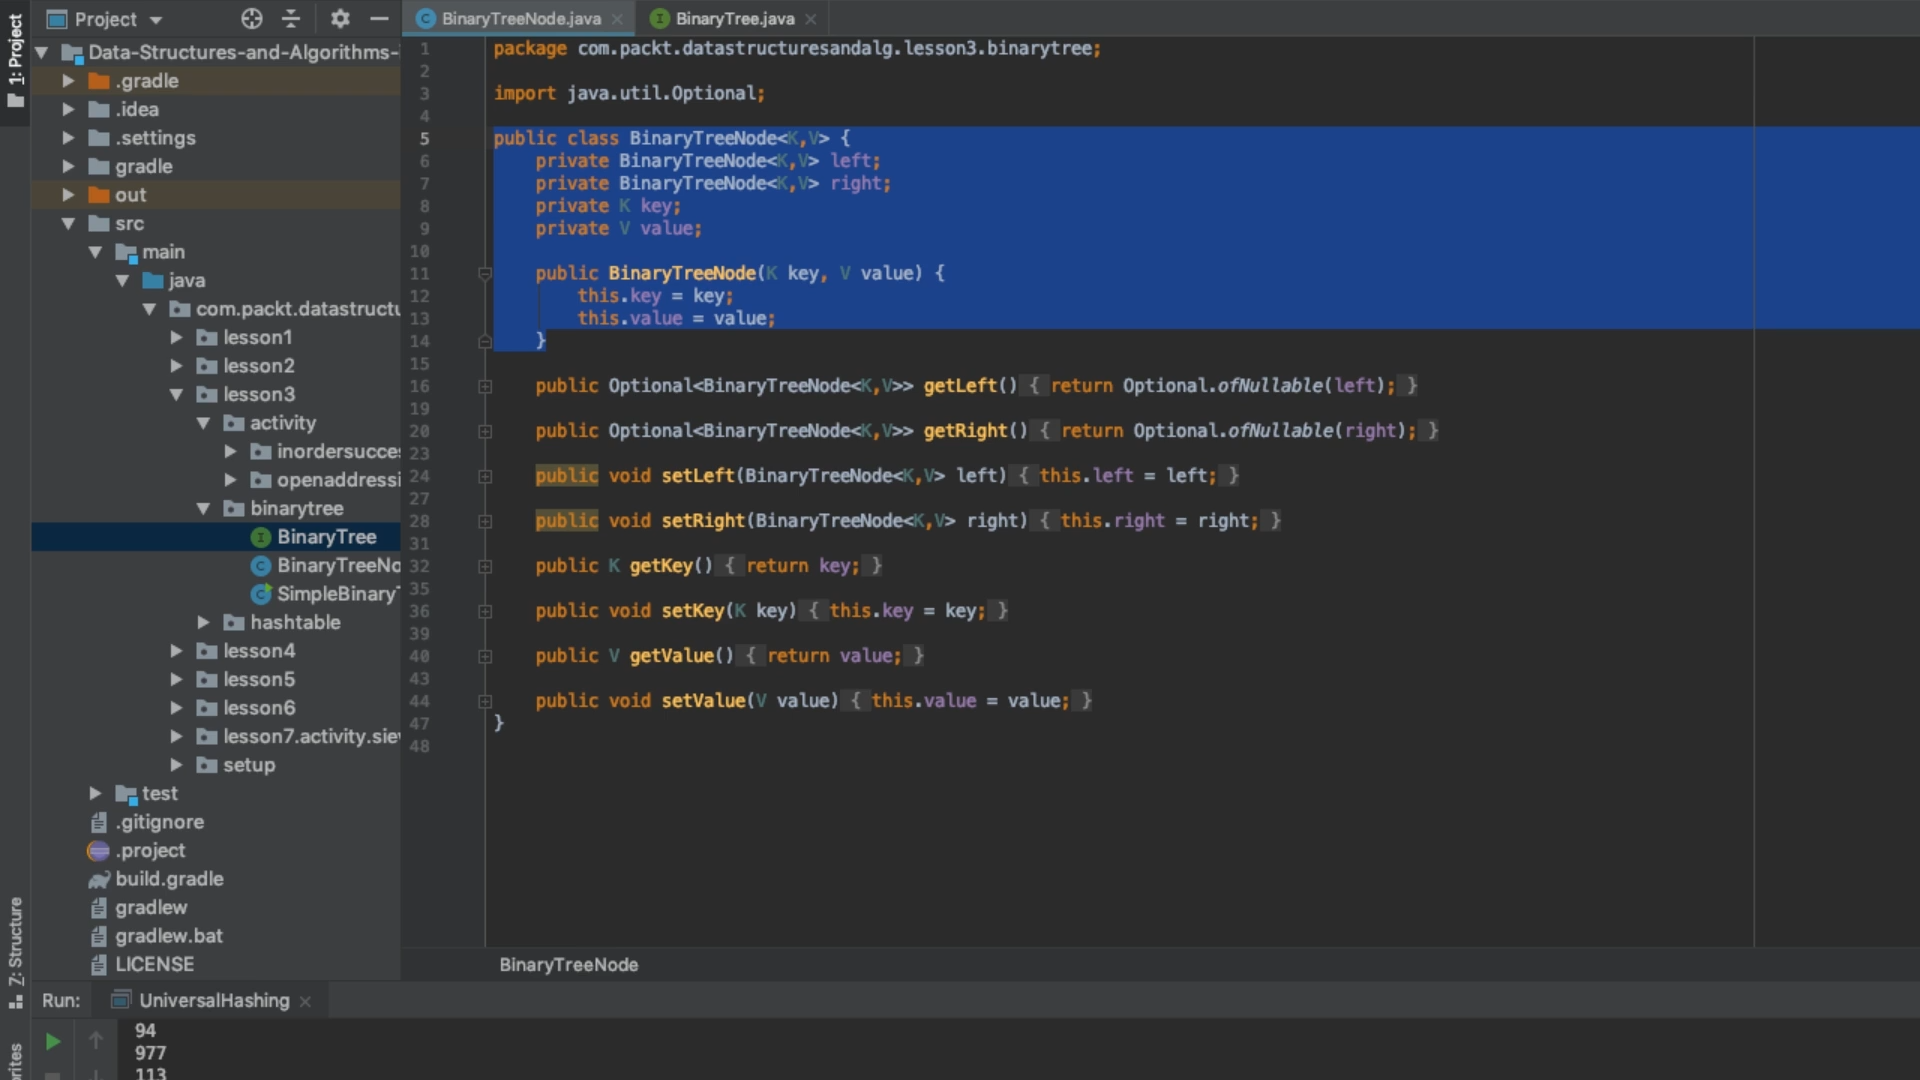 1: Project
Project
BinaryTreeNode.java
BinaryTree.java
Data-Structures-and-Algorithms-
.gradle
.idea
.settings
gradle
out
src
main
java
com.packt.datastructu
lesson1
lesson2
lesson3
activity
inordersucces
openaddressi
binarytree
BinaryTree
BinaryTreeNo
SimpleBinaryT
hashtable
lesson4
lesson5
lesson6
lesson7.activity.siev
setup
test
.gitignore
.project
build.gradle
gradlew
gradlew.bat
LICENSE
Z: Structure
1 package com.packt.datastructuresandalg.lesson3.binarytree;
2
3 import java.util.Optional;
4
5 public class BinaryTreeNode<K,V> {
6 private BinaryTreeNode<K,V> left;
7 private BinaryTreeNode<K,V> right;
8 private K key;
9 private V value;
10
11 public BinaryTreeNode(K key, V value) {
12 this.key = key;
13 this.value = value;
14 }
15
16 public Optional<BinaryTreeNode<K,V>> getLeft() { return Optional.ofNullable(left); }
19
20 public Optional<BinaryTreeNode<K,V>> getRight() { return Optional.ofNullable(right); }
23
24 public void setLeft(BinaryTreeNode<K,V> left) { this.left = left; }
27
28 public void setRight(BinaryTreeNode<K,V> right) { this.right = right; }
31
32 public K getKey() { return key; }
35
36 public void setKey(K key) { this.key = key; }
39
40 public V getValue() { return value; }
43
44 public void setValue(V value) { this.value = value; }
47 }
48
BinaryTreeNode
Run:
UniversalHashing
94
977
113
rites